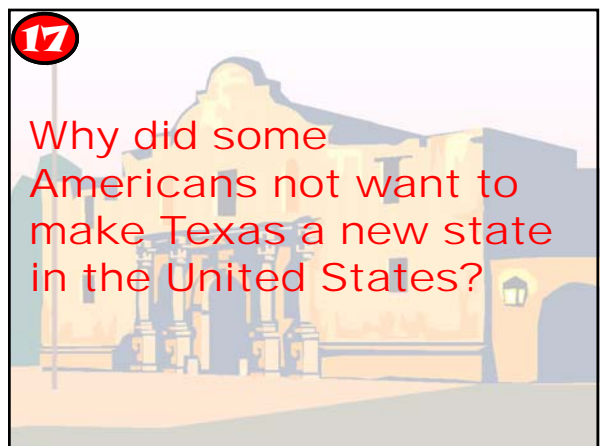 17
Why did some
Americans not want to
make Texas a new state
in the United States?